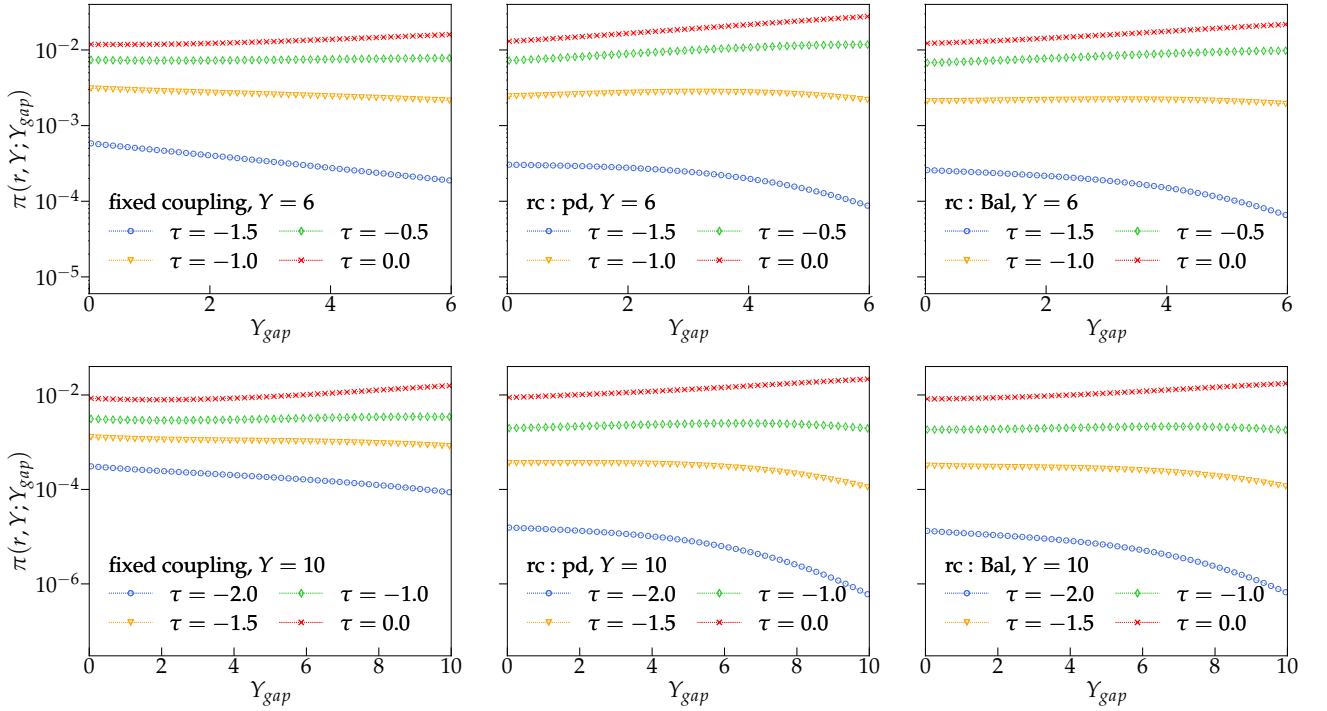 π(r, Y; Y_gap)
10⁻²
10⁻³
10⁻⁴
10⁻⁵
fixed coupling, Y = 6
τ = −1.5
τ = −0.5
τ = −1.0
τ = 0.0
0 2 4 6
Y_gap
rc : pd, Y = 6
τ = −1.5
τ = −0.5
τ = −1.0
τ = 0.0
0 2 4 6
Y_gap
rc : Bal, Y = 6
τ = −1.5
τ = −0.5
τ = −1.0
τ = 0.0
0 2 4 6
Y_gap
π(r, Y; Y_gap)
10⁻²
10⁻⁴
10⁻⁶
fixed coupling, Y = 10
τ = −2.0
τ = −1.0
τ = −1.5
τ = 0.0
0 2 4 6 8 10
Y_gap
rc : pd, Y = 10
τ = −2.0
τ = −1.0
τ = −1.5
τ = 0.0
0 2 4 6 8 10
Y_gap
rc : Bal, Y = 10
τ = −2.0
τ = −1.0
τ = −1.5
τ = 0.0
0 2 4 6 8 10
Y_gap